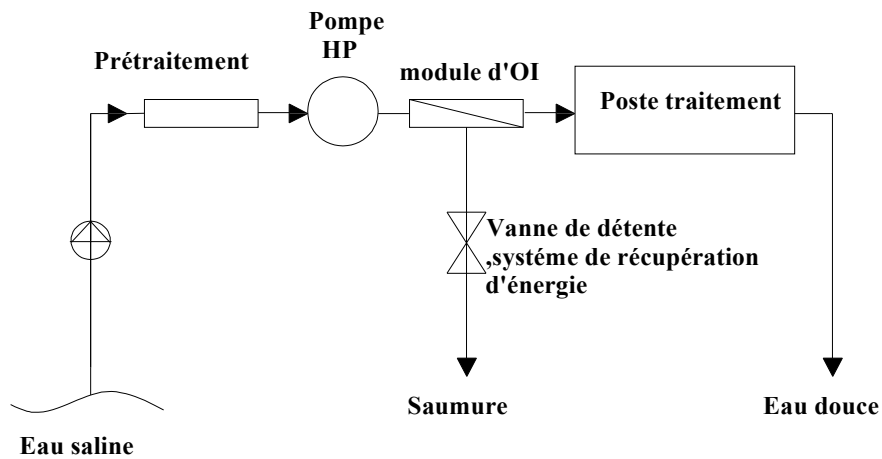 Pompe
HP
Prétraitement
module d'OI
Poste traitement
Vanne de détente
,systéme de récupération
d'énergie
Saumure
Eau douce
Eau saline